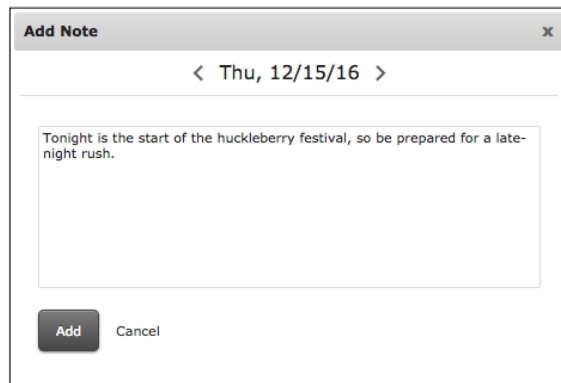 Add Note x
< Thu, 12/15/16 >
Tonight is the start of the huckleberry festival, so be prepared for a late-
night rush.
Add Cancel